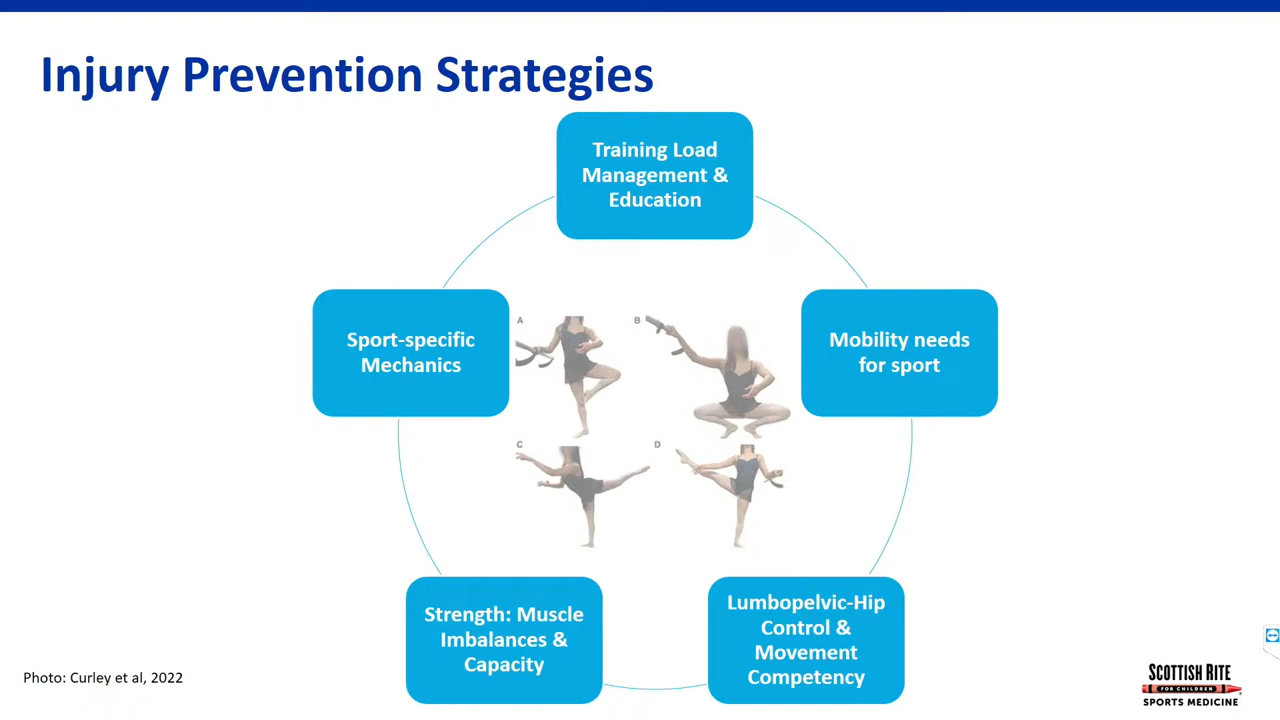 Injury Prevention Strategies
Training Load
Management &
Education
Sport-specific
Mechanics
A
B
Mobility needs
for sport
C
D
Strength: Muscle
Imbalances &
Capacity
Lumbopelvic-Hip
Control &
Movement
Competency
Photo: Curley et al, 2022
SCOTTISH RITE
FOR CHILDREN
SPORTS MEDICINE